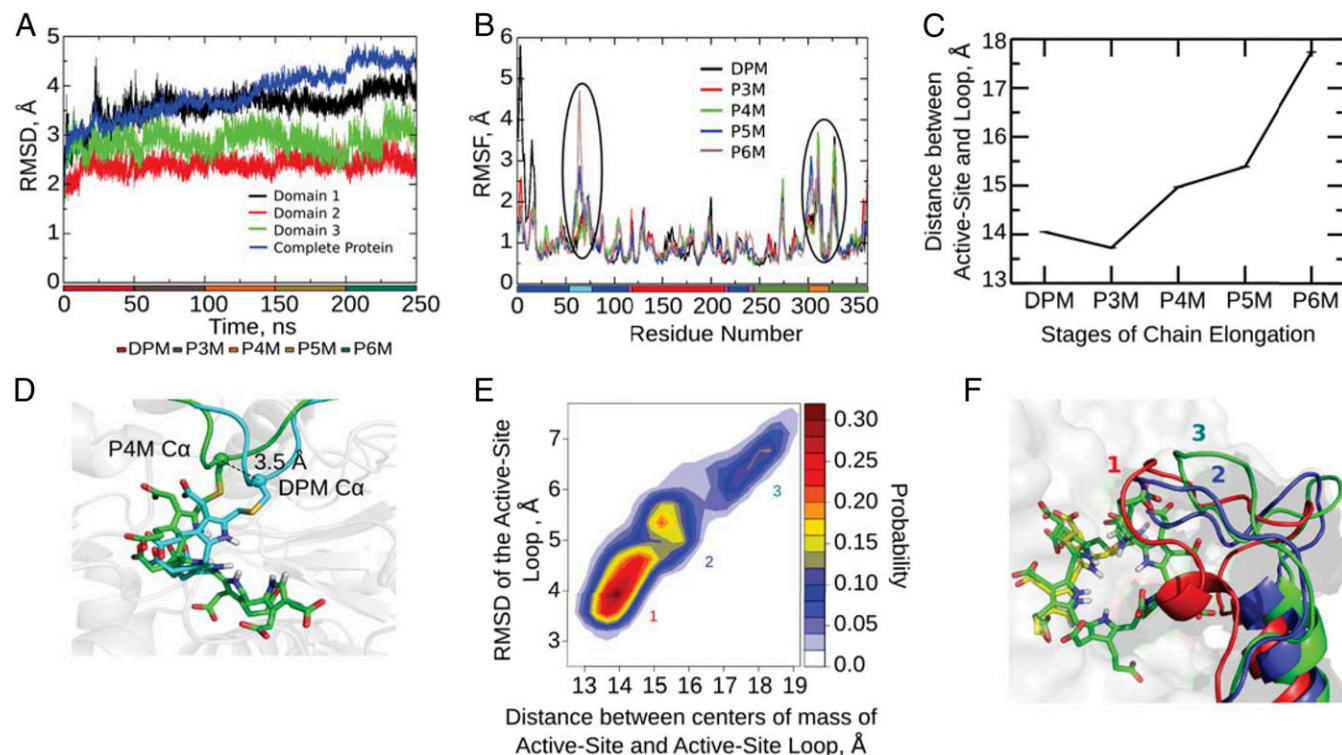 A
RMSD, Å
5
4
3
2
1
0
Domain 1
Domain 2
Domain 3
Complete Protein
0 50 100 150 200 250
Time, ns
DPM P3M P4M P5M P6M
B
RMSF, Å
6
5
4
3
2
1
0
DPM
P3M
P4M
P5M
P6M
0 50 100 150 200 250 300 350
Residue Number
C
Distance between
Active-Site and Loop, Å
18
17
16
15
14
13
DPM P3M P4M P5M P6M
Stages of Chain Elongation
D
P4M Cα
3.5 Å
DPM Cα
E
RMSD of the Active-Site
Loop , Å
7
6
5
4
3
3
2
1
13 14 15 16 17 18 19
Distance between centers of mass of
Active-Site and Active-Site Loop, Å
0.30
0.25
0.20
0.15
0.10
0.05
0.0
Probability
F
1
3
2